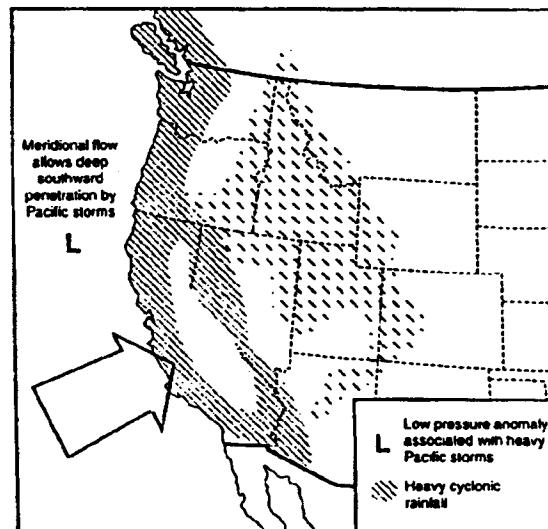 Meridional flow
allows deep
southward
penetration by
Pacific storms
L
L
Low pressure anomaly
associated with heavy
Pacific storms
Heavy cyclonic
rainfall